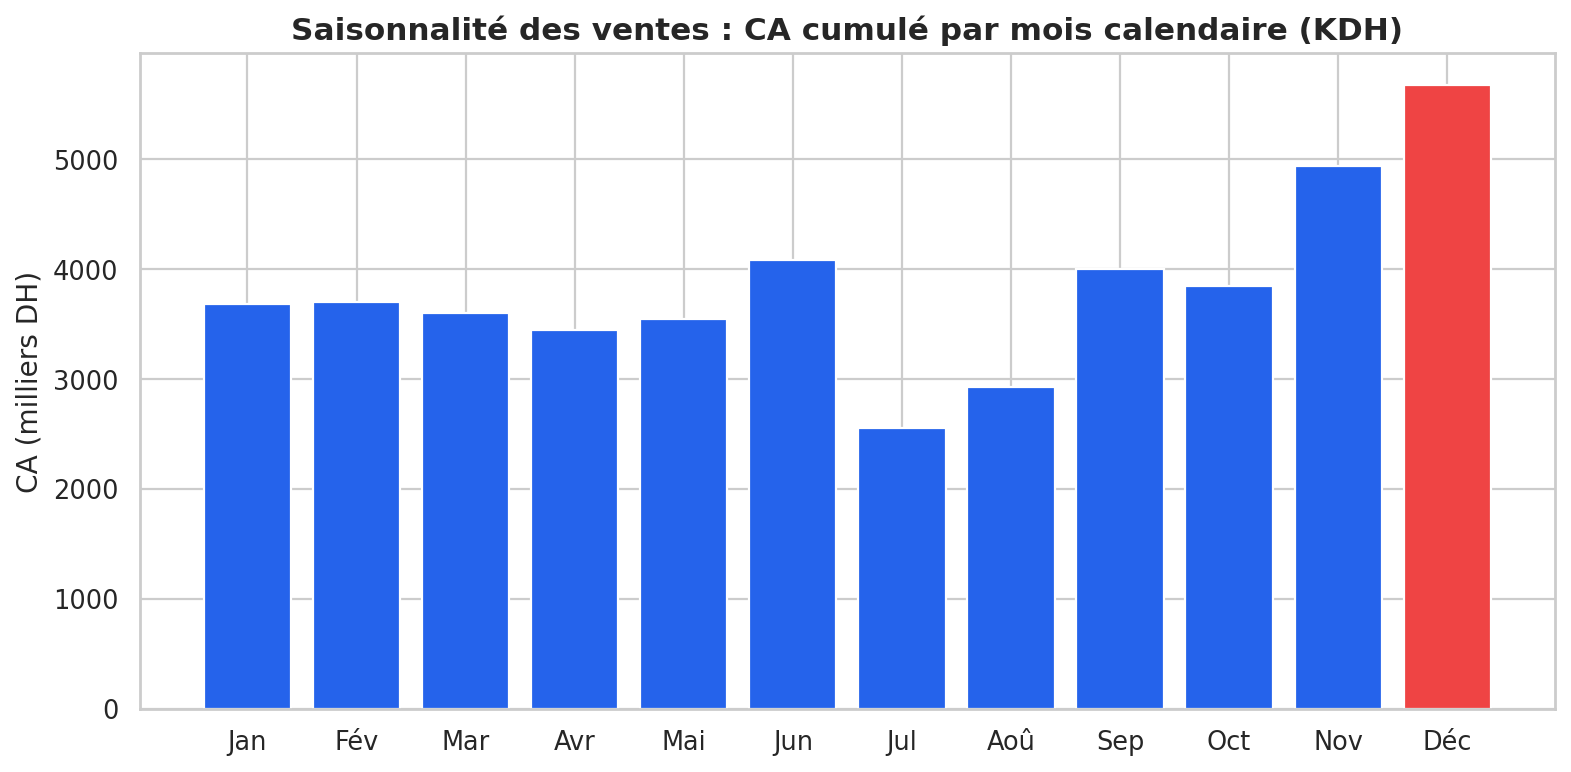 Saisonnalité des ventes : CA cumulé par mois calendaire (KDH)
CA (milliers DH)
5000
4000
3000
2000
1000
0
Jan Fév Mar Avr Mai Jun Jul Aoû Sep Oct Nov Déc